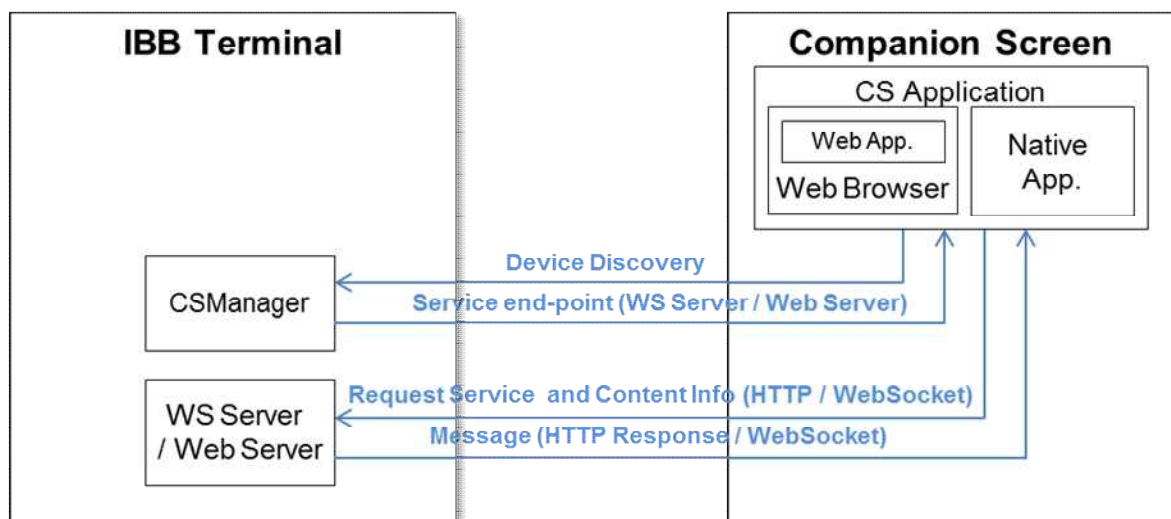 IBB Terminal
Companion Screen
CS Application
Web App.
Web Browser
Native
App.
Device Discovery
CSManager
Service end-point (WS Server / Web Server)
Request Service and Content Info (HTTP / WebSocket)
WS Server
/ Web Server
Message (HTTP Response / WebSocket)